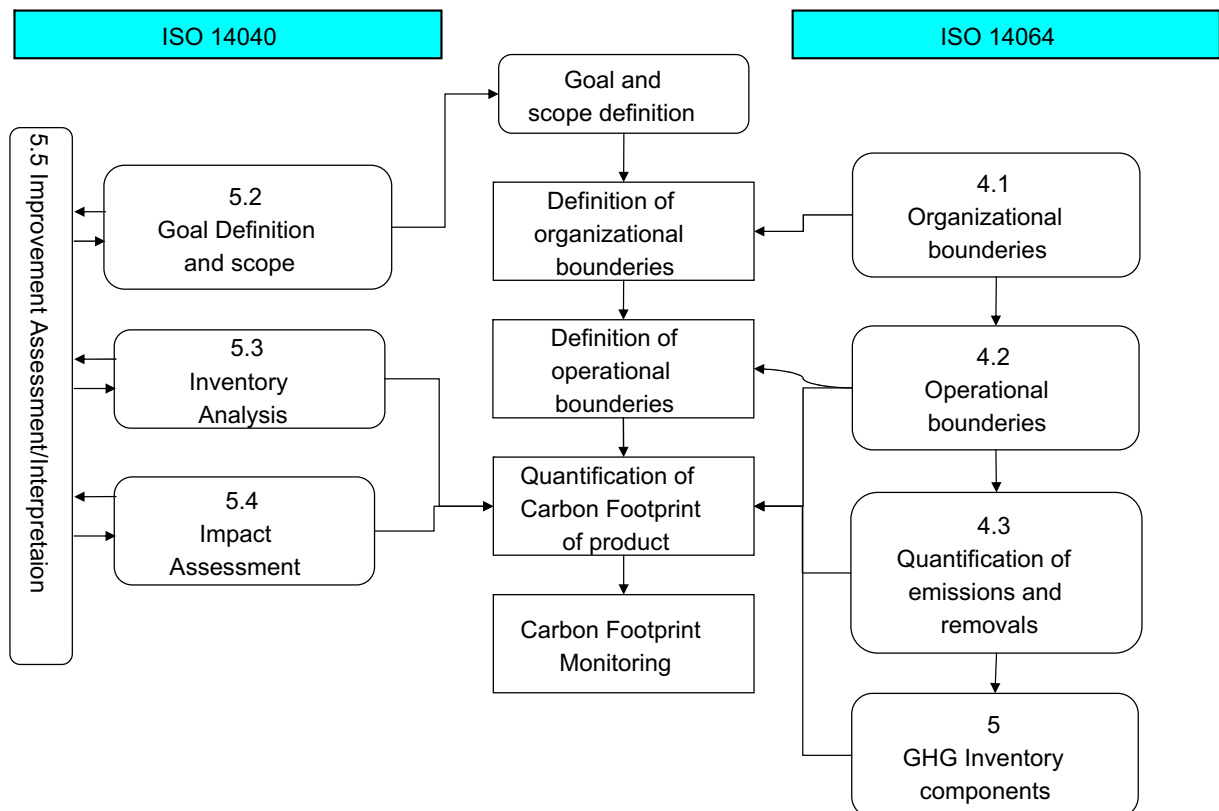 ISO 14040
ISO 14064
Goal and
scope definition
5.5 Improvement Assessment/Interpretaion
5.2
Goal Definition
and scope
5.3
Inventory
Analysis
5.4
Impact
Assessment
Definition of
organizational
bounderies
Definition of
operational
bounderies
Quantification of
Carbon Footprint
of product
Carbon Footprint
Monitoring
4.1
Organizational
bounderies
4.2
Operational
bounderies
4.3
Quantification of
emissions and
removals
5
GHG Inventory
components